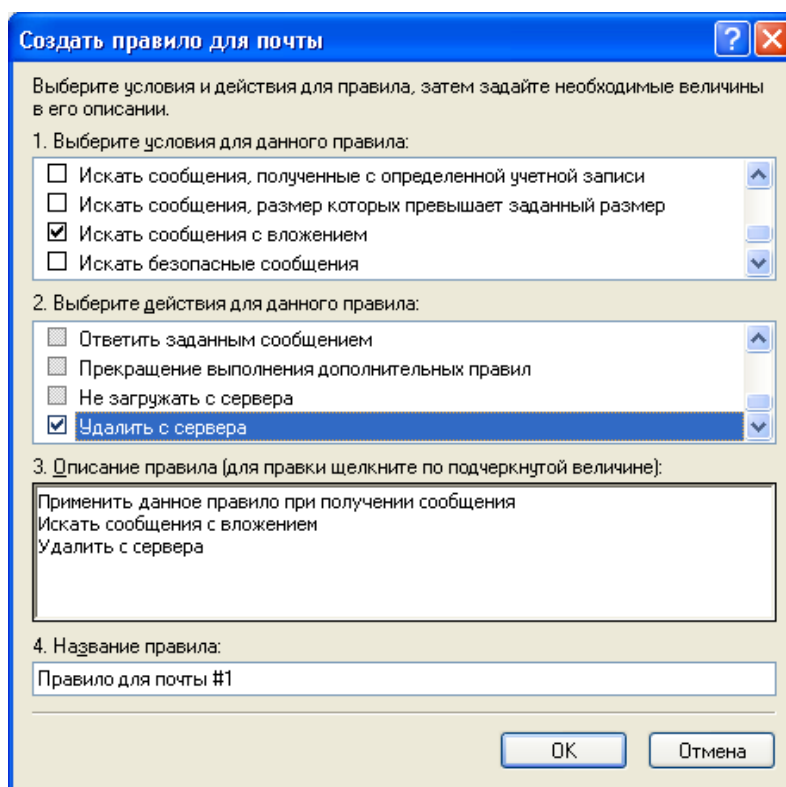 Создать правило для почты
Выберите условия и действия для правила, затем задайте необходимые величины
в его описании.
1. Выберите условия для данного правила:
Искать сообщения, полученные с определенной учетной записи
Искать сообщения, размер которых превышает заданный размер
Искать сообщения с вложением
Искать безопасные сообщения
2. Выберите действия для данного правила:
Ответить заданным сообщением
Прекращение выполнения дополнительных правил
Не загружать с сервера
Удалить с сервера
3. Описание правила (для правки щелкните по подчеркнутой величине):
Применить данное правило при получении сообщения
Искать сообщения с вложением
Удалить с сервера
4. Название правила:
Правило для почты #1
OK Отмена